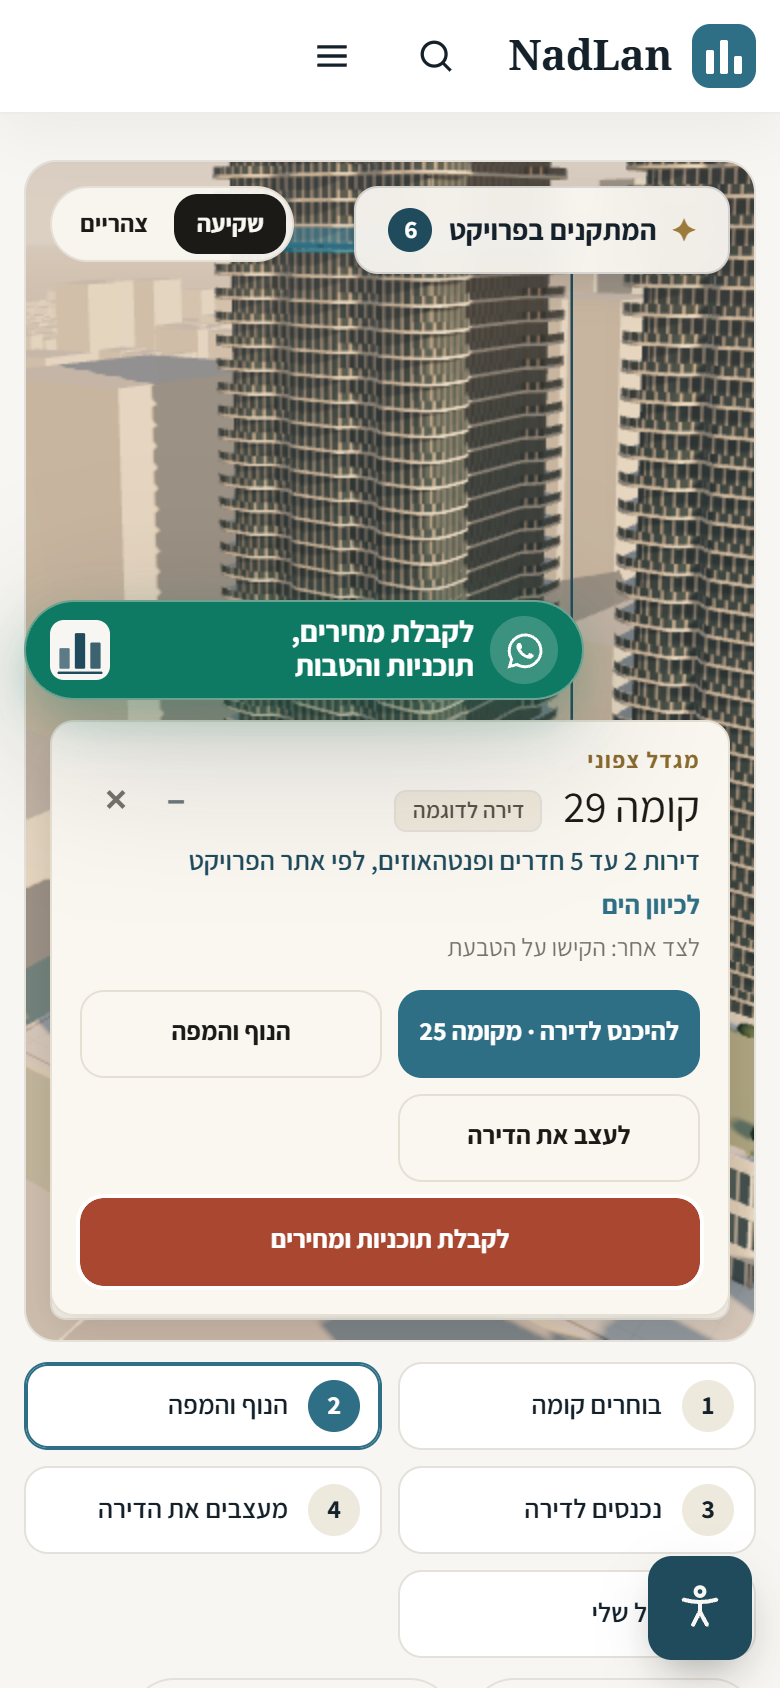 NadLan
המתקנים בפרויקט 6
שקיעה
צהריים
לקבלת מחירים,
תוכניות והטבות
מגדל צפוני
קומה 29
דירה לדוגמה
דירות 2 עד 5 חדרים ופנטהאוזים, לפי אתר הפרויקט
לכיוון הים
לצד אחר: הקישו על הטבעת
להיכנס לדירה · מקומה 25
הנוף והמפה
לעצב את הדירה
לקבלת תוכניות ומחירים
1 בוחרים קומה
2 הנוף והמפה
3 נכנסים לדירה
4 מעצבים את הדירה
שלי